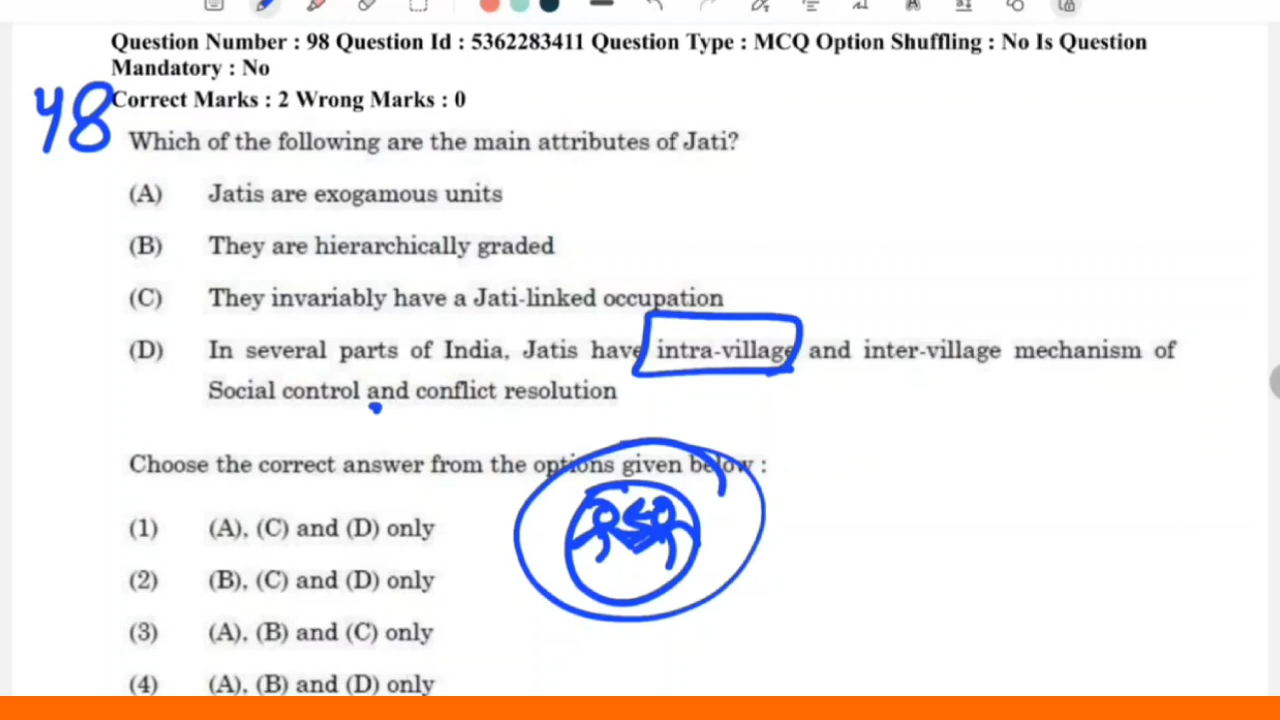 Question Number : 98 Question Id : 5362283411 Question Type : MCQ Option Shuffling : No Is Question
Mandatory : No
Correct Marks : 2 Wrong Marks : 0
48
Which of the following are the main attributes of Jati?
(A) Jatis are exogamous units
(B) They are hierarchically graded
(C) They invariably have a Jati-linked occupation
(D) In several parts of India, Jatis have intra-village and inter-village mechanism of
Social control and conflict resolution
Choose the correct answer from the options given below :
(1) (A), (C) and (D) only
(2) (B), (C) and (D) only
(3) (A), (B) and (C) only
(4) (A), (B) and (D) only